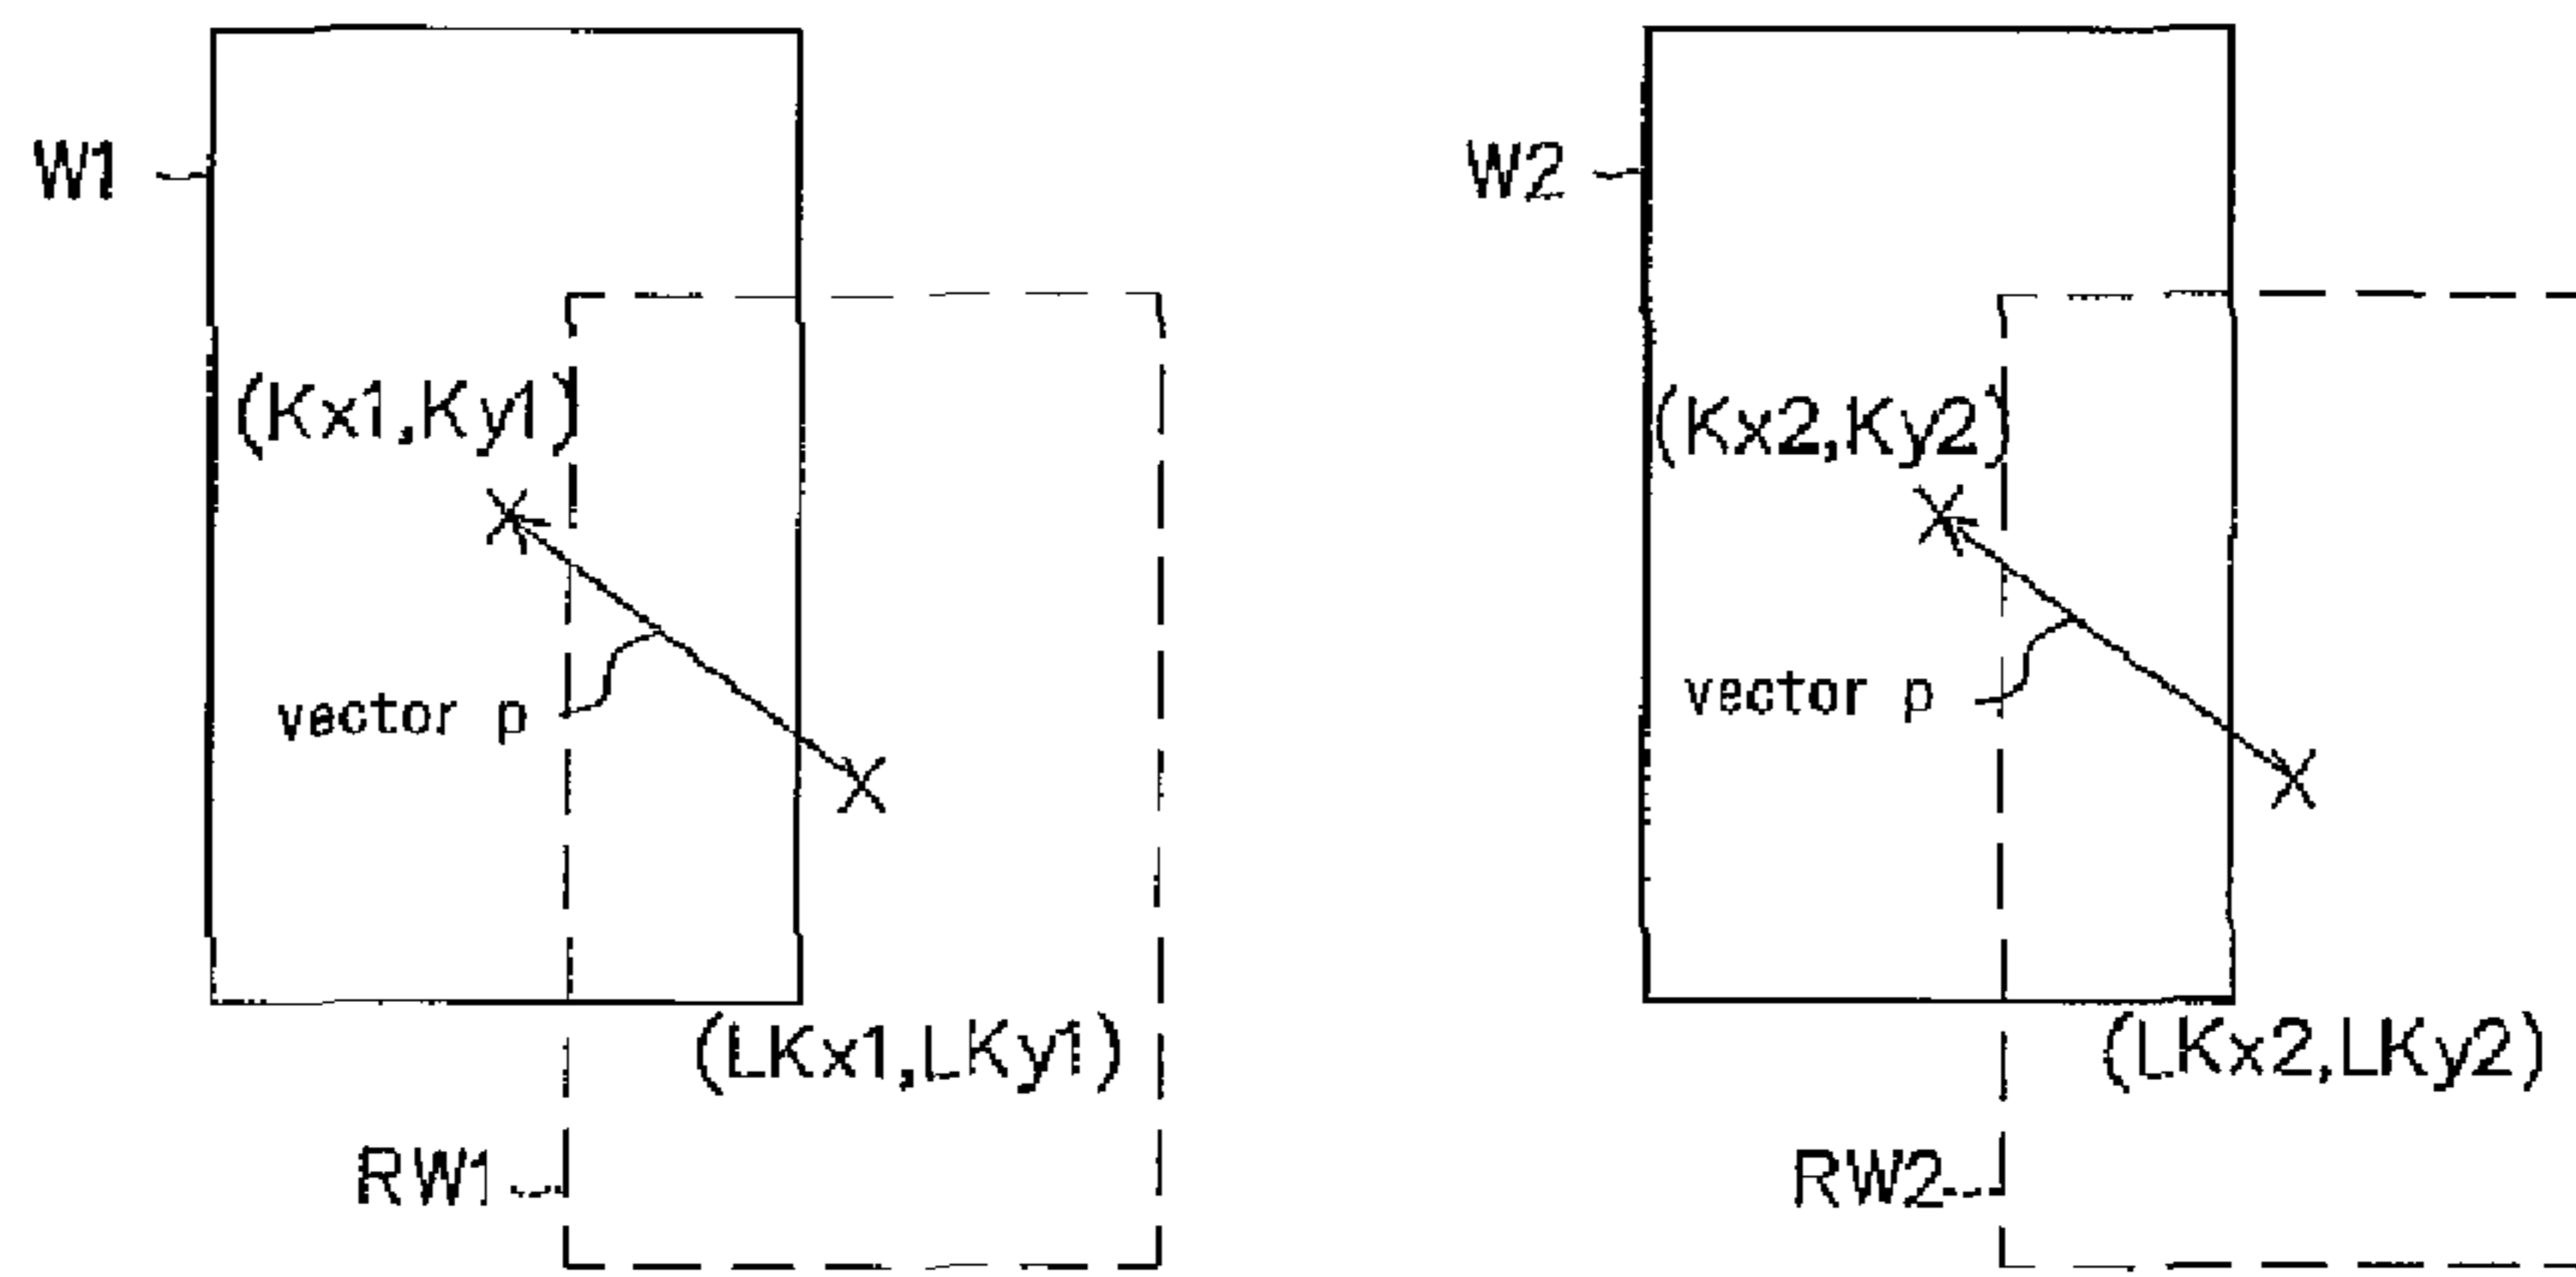 W1
(Kx1,Ky1)
vector p
(LKx1,LKy1)
RW1
W2
(Kx2,Ky2)
vector p
(LKx2,LKy2)
RW2